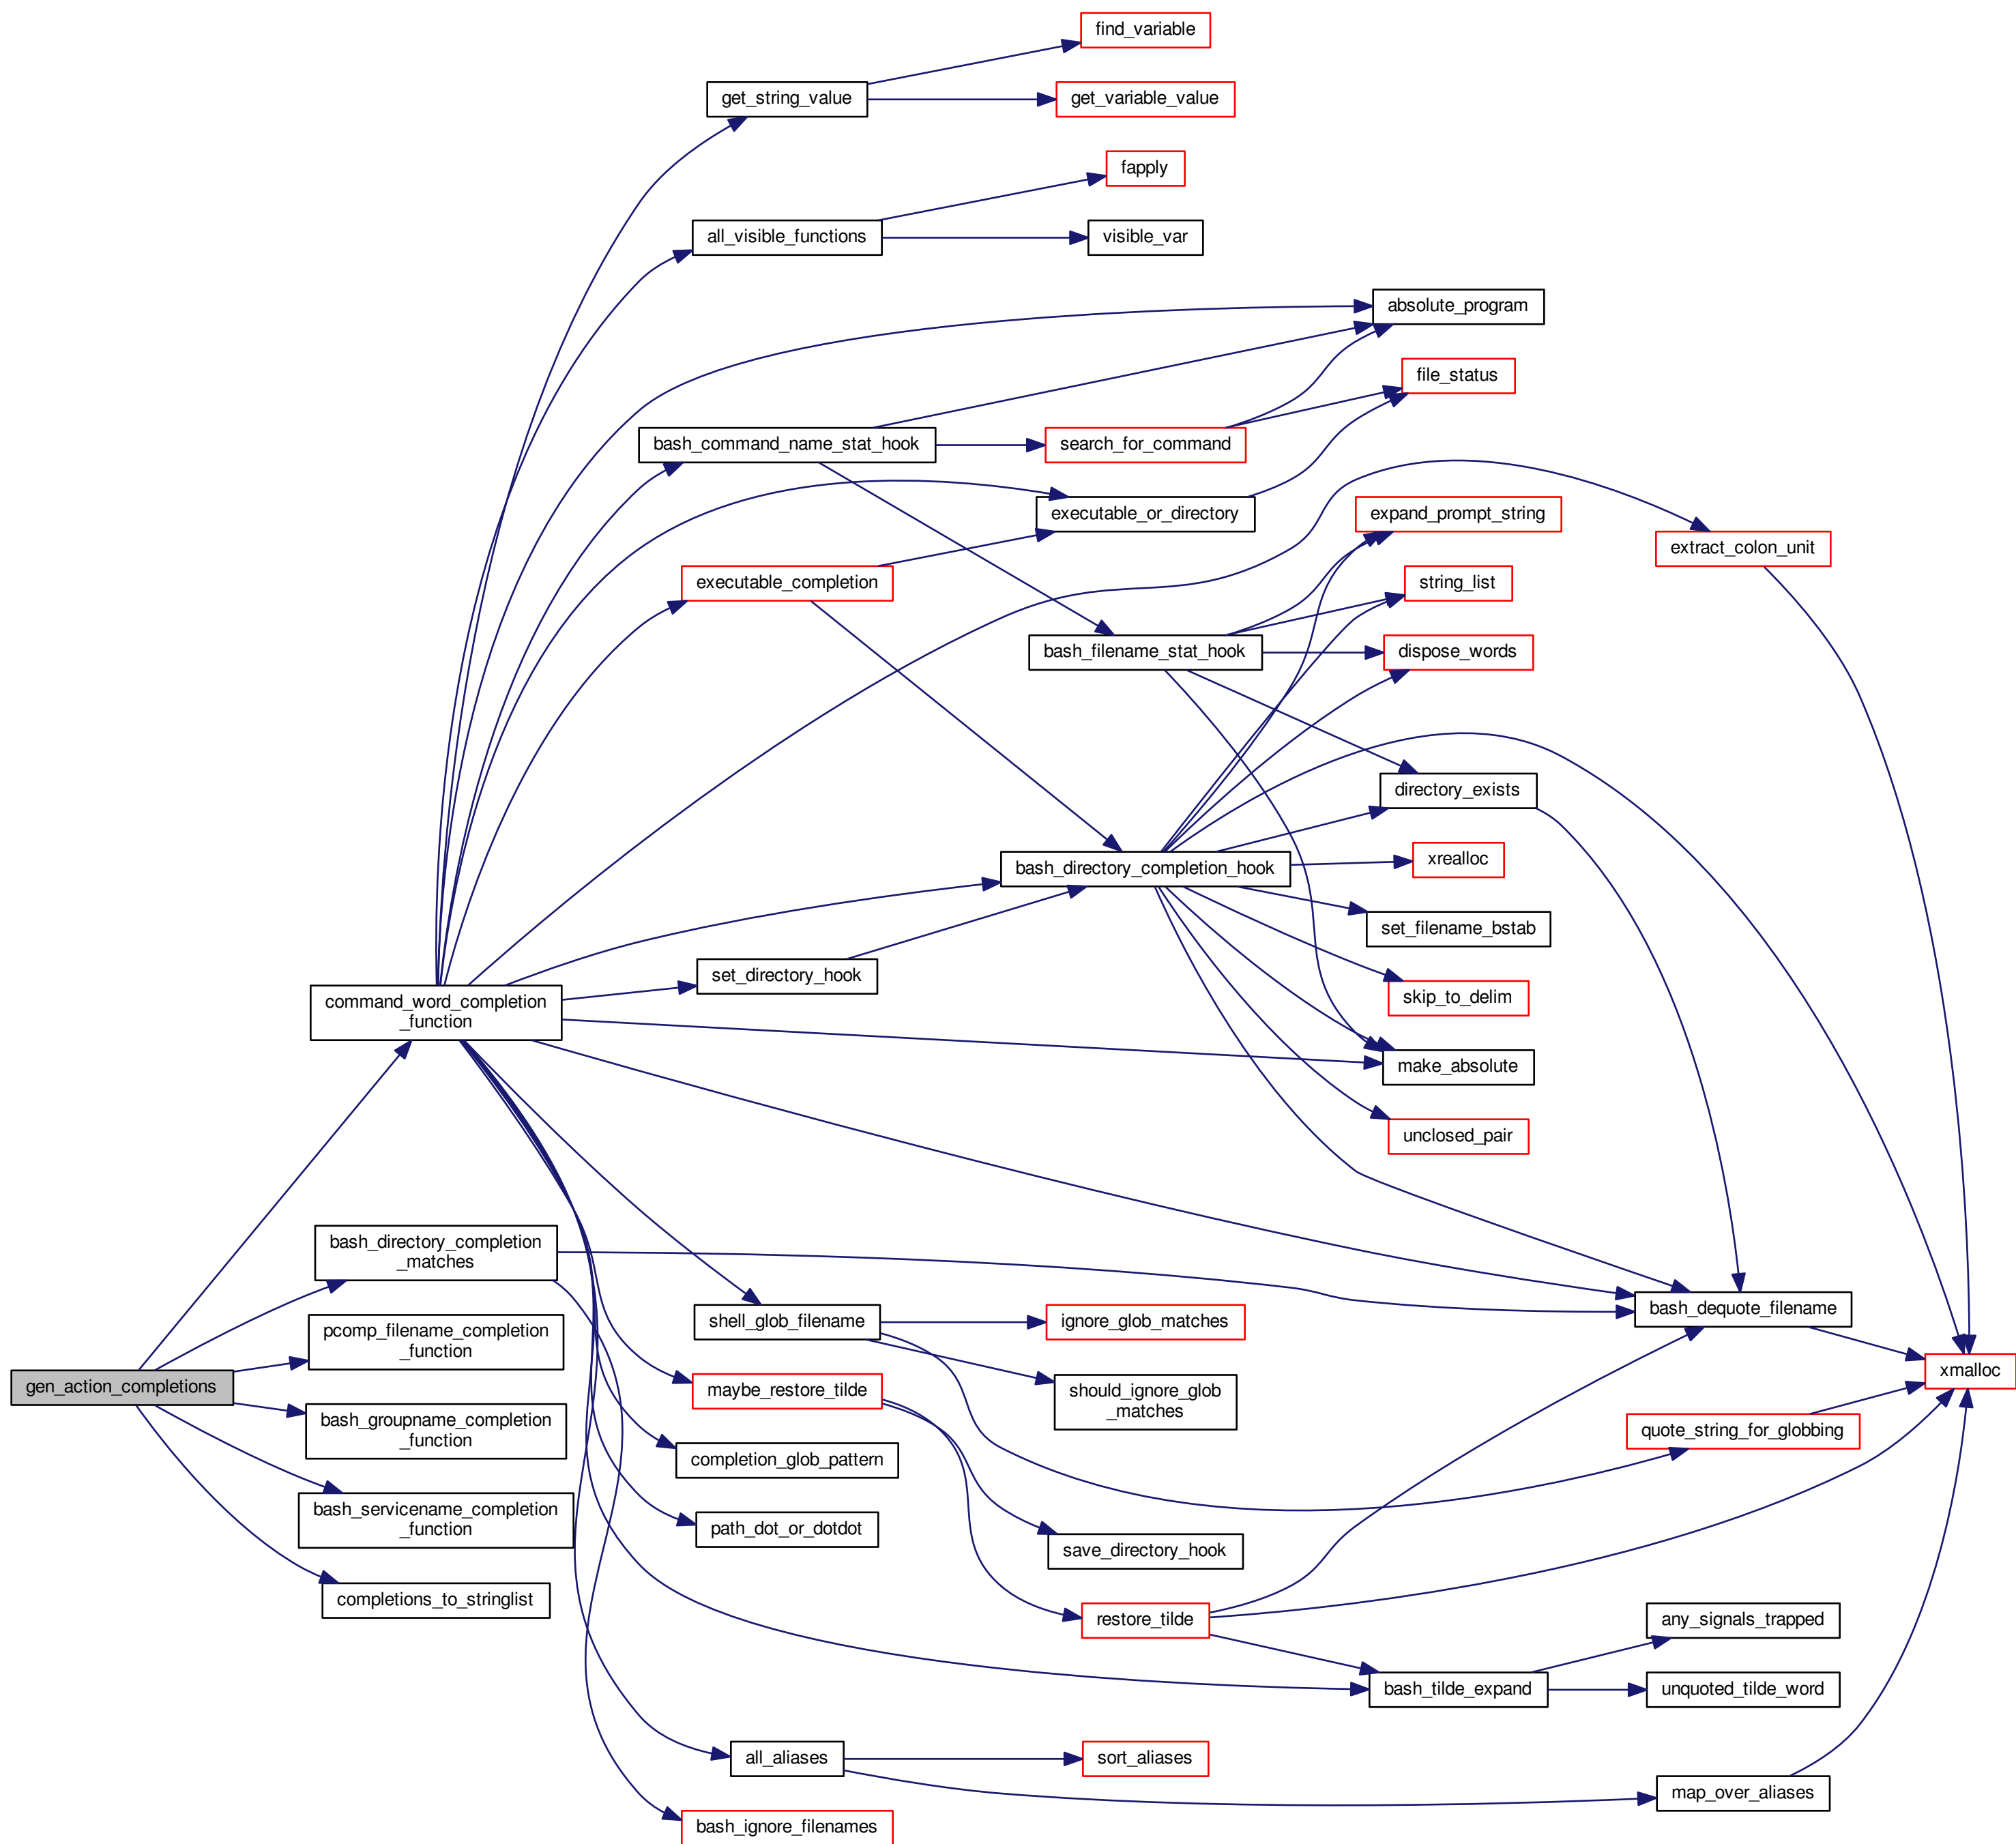 find_variable
get_string_value
get_variable_value
fapply
all_visible_functions
visible_var
absolute_program
file_status
bash_command_name_stat_hook
search_for_command
executable_or_directory
expand_prompt_string
extract_colon_unit
executable_completion
string_list
bash_filename_stat_hook
dispose_words
directory_exists
bash_directory_completion_hook
xrealloc
set_filename_bstab
set_directory_hook
skip_to_delim
command_word_completion
_function
make_absolute
unclosed_pair
bash_directory_completion
_matches
bash_dequote_filename
shell_glob_filename
ignore_glob_matches
pcomp_filename_completion
_function
xmalloc
gen_action_completions
maybe_restore_tilde
should_ignore_glob
_matches
bash_groupname_completion
_function
quote_string_for_globbing
completion_glob_pattern
bash_servicename_completion
_function
path_dot_or_dotdot
save_directory_hook
completions_to_stringlist
restore_tilde
any_signals_trapped
bash_tilde_expand
unquoted_tilde_word
all_aliases
sort_aliases
map_over_aliases
bash_ignore_filenames